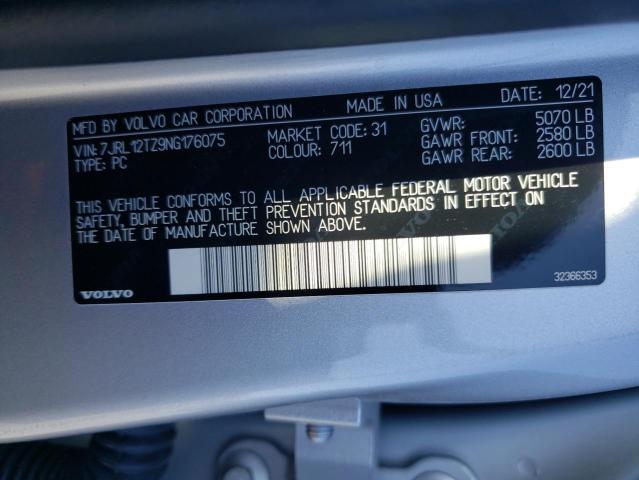 MFD BY VOLVO CAR CORPORATION MADE IN USA DATE: 12/21
VIN: 7JRL12TZ9NG176075 MARKET CODE: 31 GVWR: 5070 LB
TYPE: PC COLOUR: 711 GAWR FRONT: 2580 LB
GAWR REAR: 2600 LB
THIS VEHICLE CONFORMS TO ALL APPLICABLE FEDERAL MOTOR VEHICLE
SAFETY, BUMPER AND THEFT PREVENTION STANDARDS IN EFFECT ON
THE DATE OF MANUFACTURE SHOWN ABOVE.
VOLVO 32366353